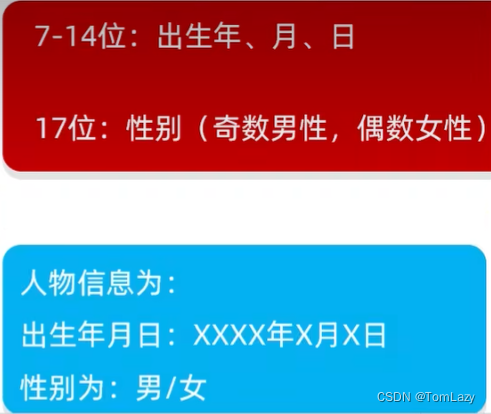 7-14位：出生年、月、日
17位：性别（奇数男性，偶数女性）
人物信息为：
出生年月日：XXXX年X月X日
性别为：男/女
CSDN @TomLazy